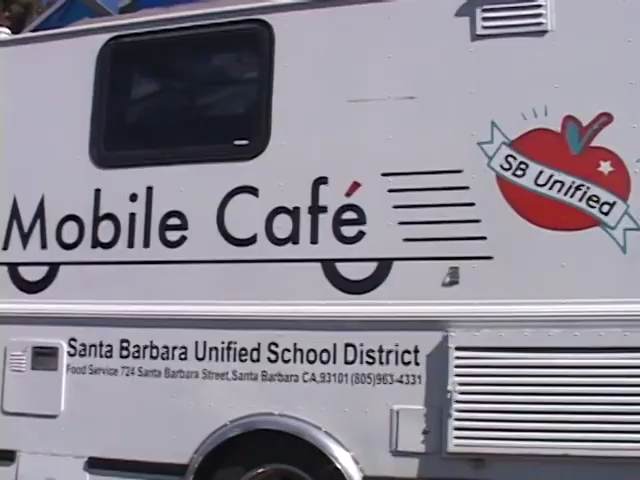 Mobile Café
SB Unified
Santa Barbara Unified School District
Food Service 724 Santa Barbara Street, Santa Barbara CA, 93101 (805)963-4331